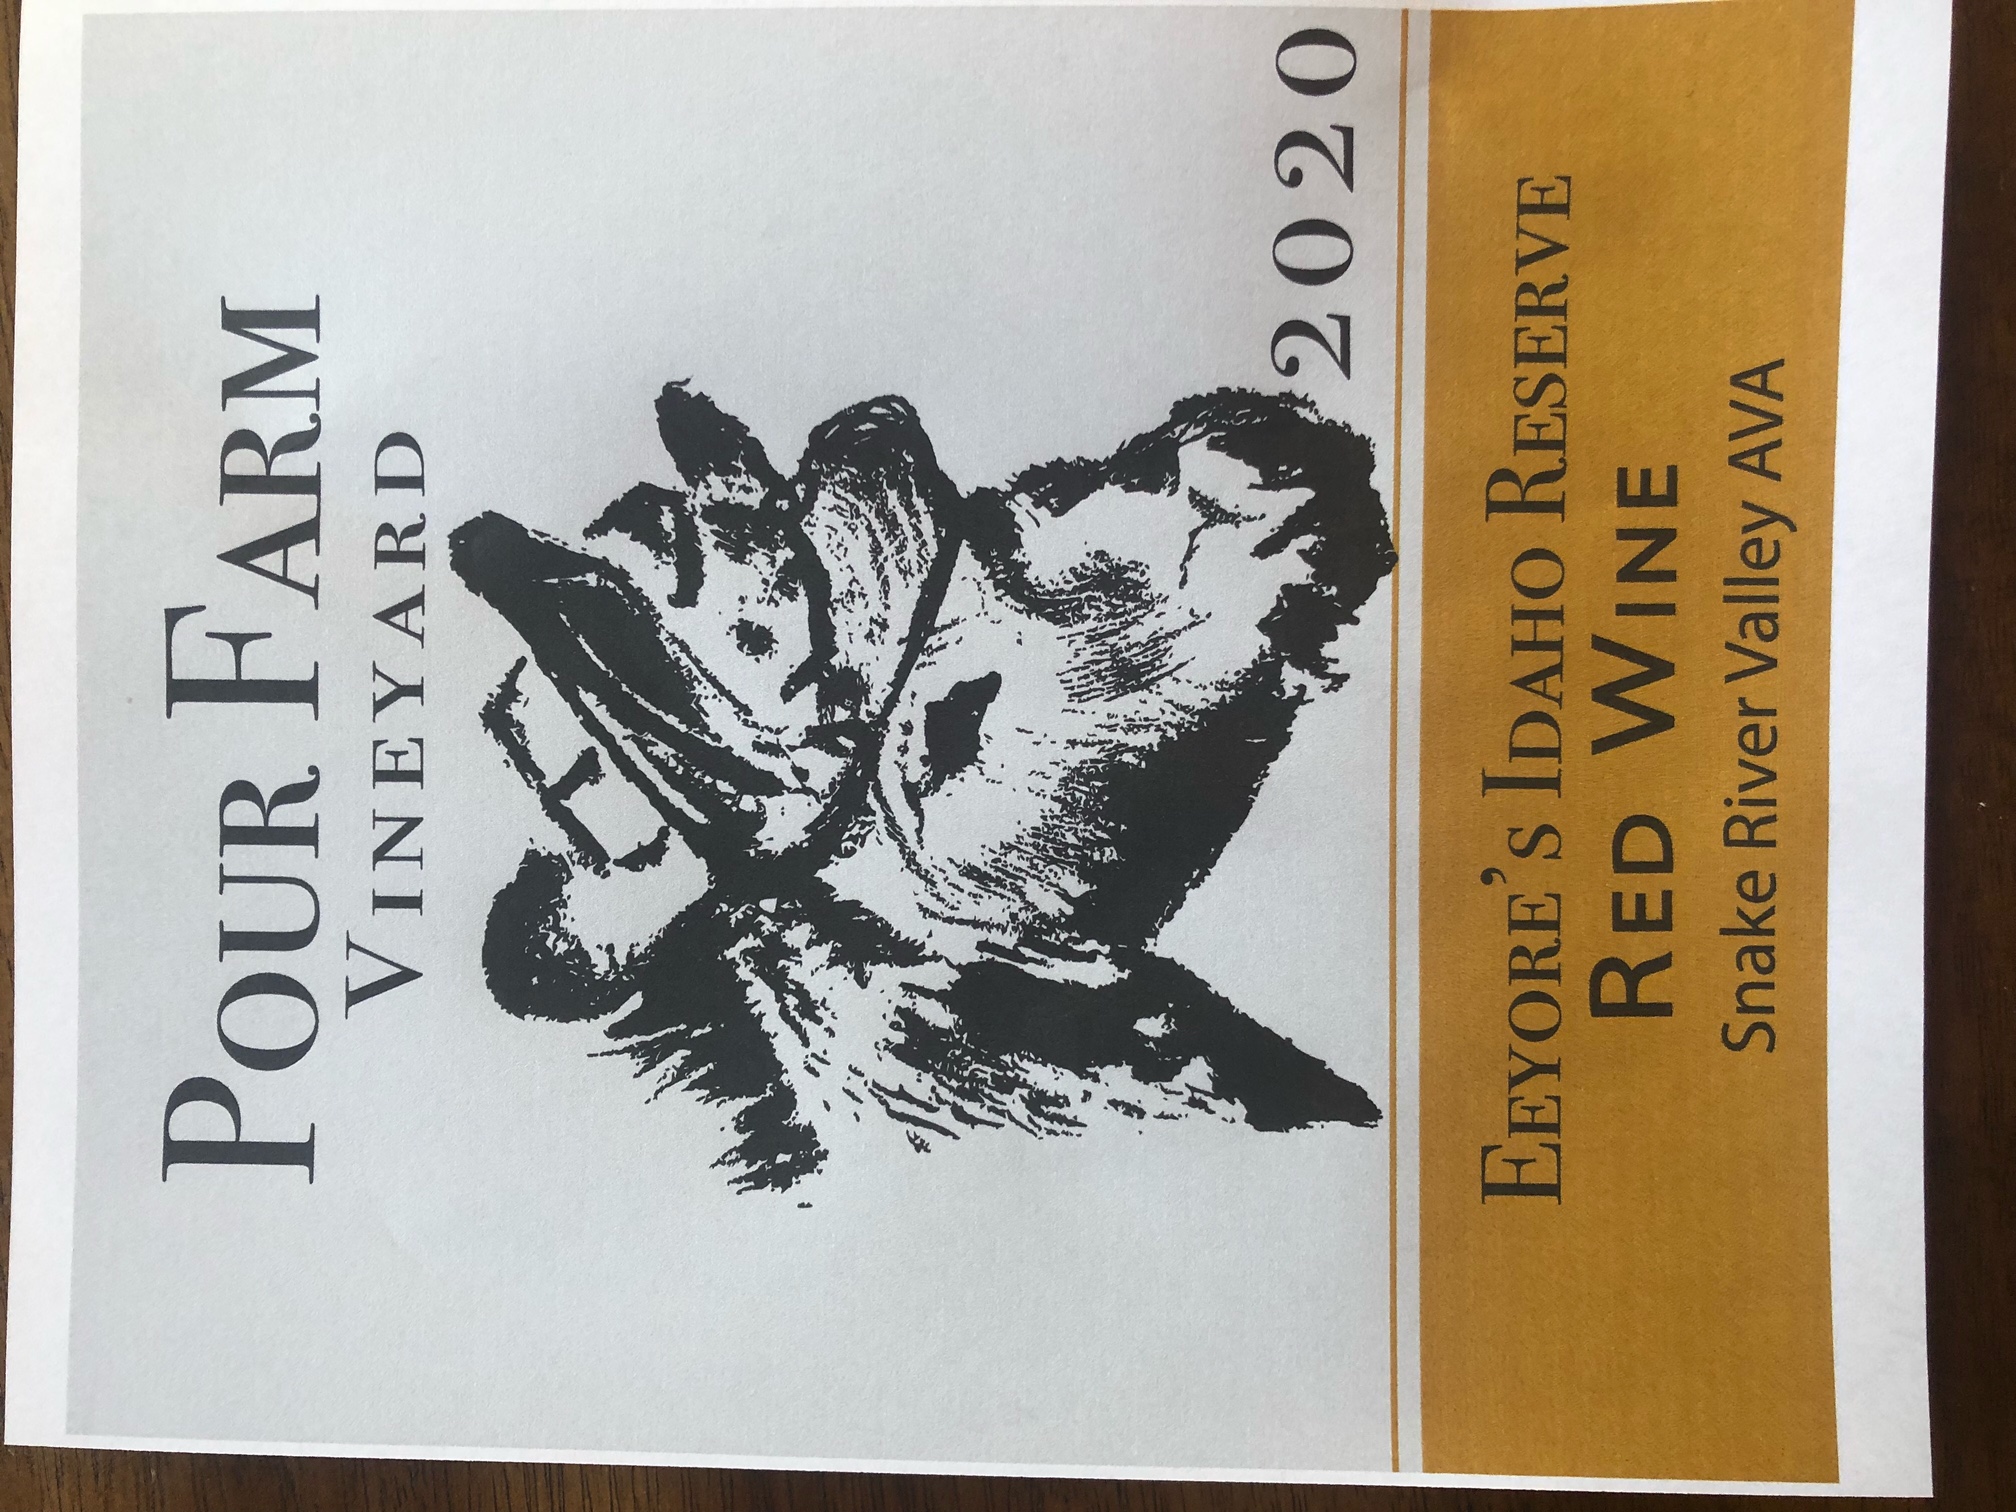 POUR FARM
VINEYARD
2020
EEYORE'S IDAHO RESERVE
RED WINE
Snake River Valley AVA